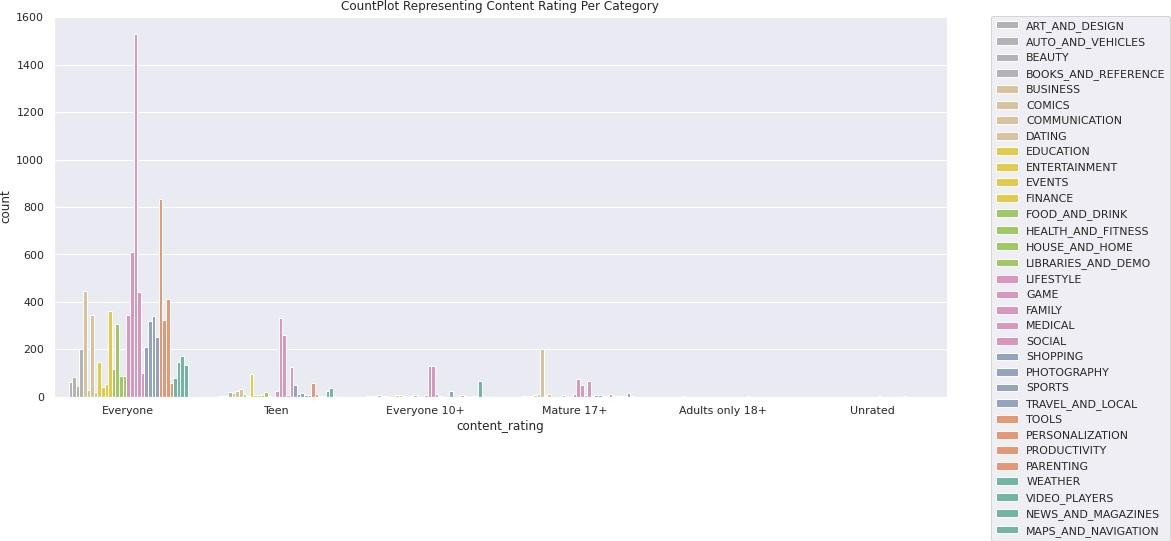 CountPlot Representing Content Rating Per Category
1600
1400
1200
1000
800
600
400
200
0
count
Everyone
Teen
Everyone 10+
Mature 17+
Adults only 18+
Unrated
content_rating
ART_AND_DESIGN
AUTO_AND_VEHICLES
BEAUTY
BOOKS_AND_REFERENCE
BUSINESS
COMICS
COMMUNICATION
DATING
EDUCATION
ENTERTAINMENT
EVENTS
FINANCE
FOOD_AND_DRINK
HEALTH_AND_FITNESS
HOUSE_AND_HOME
LIBRARIES_AND_DEMO
LIFESTYLE
GAME
FAMILY
MEDICAL
SOCIAL
SHOPPING
PHOTOGRAPHY
SPORTS
TRAVEL_AND_LOCAL
TOOLS
PERSONALIZATION
PRODUCTIVITY
PARENTING
WEATHER
VIDEO_PLAYERS
NEWS_AND_MAGAZINES
MAPS_AND_NAVIGATION